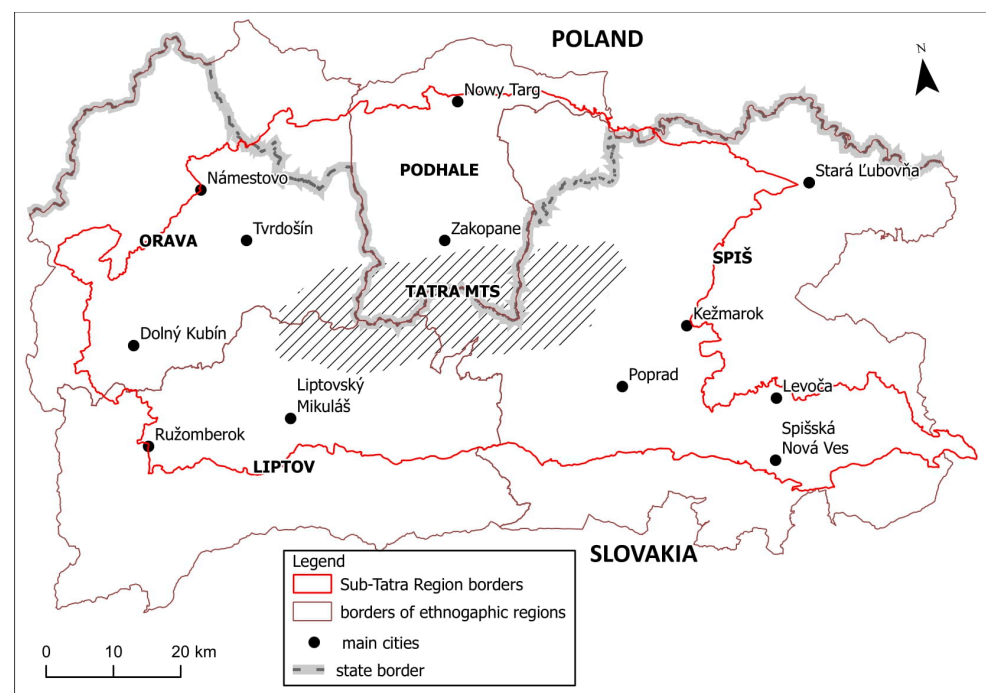 POLAND
N
Nowy Targ
PODHALE
Námestovo
Stará Ľubovňa
ORAVA
Tvrdošín
Zakopane
SPIŠ
TATRA MTS
Kežmarok
Dolný Kubín
Liptovský
Mikuláš
Poprad
Levoča
Ružomberok
Spišská
Nová Ves
LIPTOV
SLOVAKIA
Legend
Sub-Tatra Region borders
borders of ethnogaphic regions
main cities
state border
0 10 20 km